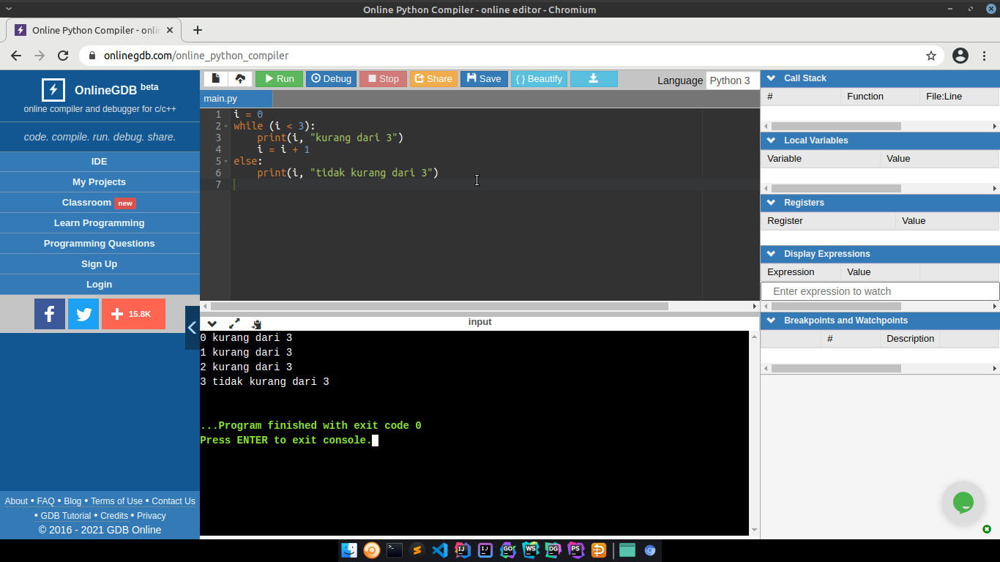 Online Python Compiler - online editor - Chromium
Online Python Compiler - onlin
onlinegdb.com/online_python_compiler
OnlineGDB beta
online compiler and debugger for c/c++
code. compile. run. debug. share.
IDE
My Projects
Classroom new
Learn Programming
Programming Questions
Sign Up
Login
f + 15.8K
About • FAQ • Blog • Terms of Use • Contact Us
• GDB Tutorial • Credits • Privacy
© 2016 - 2021 GDB Online
Run Debug Stop Share Save { } Beautify Language Python 3
main.py
1 i = 0
2 while (i < 3):
3     print(i, "kurang dari 3")
4     i = i + 1
5 else:
6     print(i, "tidak kurang dari 3")
7
input
0 kurang dari 3
1 kurang dari 3
2 kurang dari 3
3 tidak kurang dari 3
...Program finished with exit code 0
Press ENTER to exit console.
Call Stack
# Function File:Line
Local Variables
Variable Value
Registers
Register Value
Display Expressions
Expression Value
Enter expression to watch
Breakpoints and Watchpoints
# Description
IJ IJ GO WS DG PS